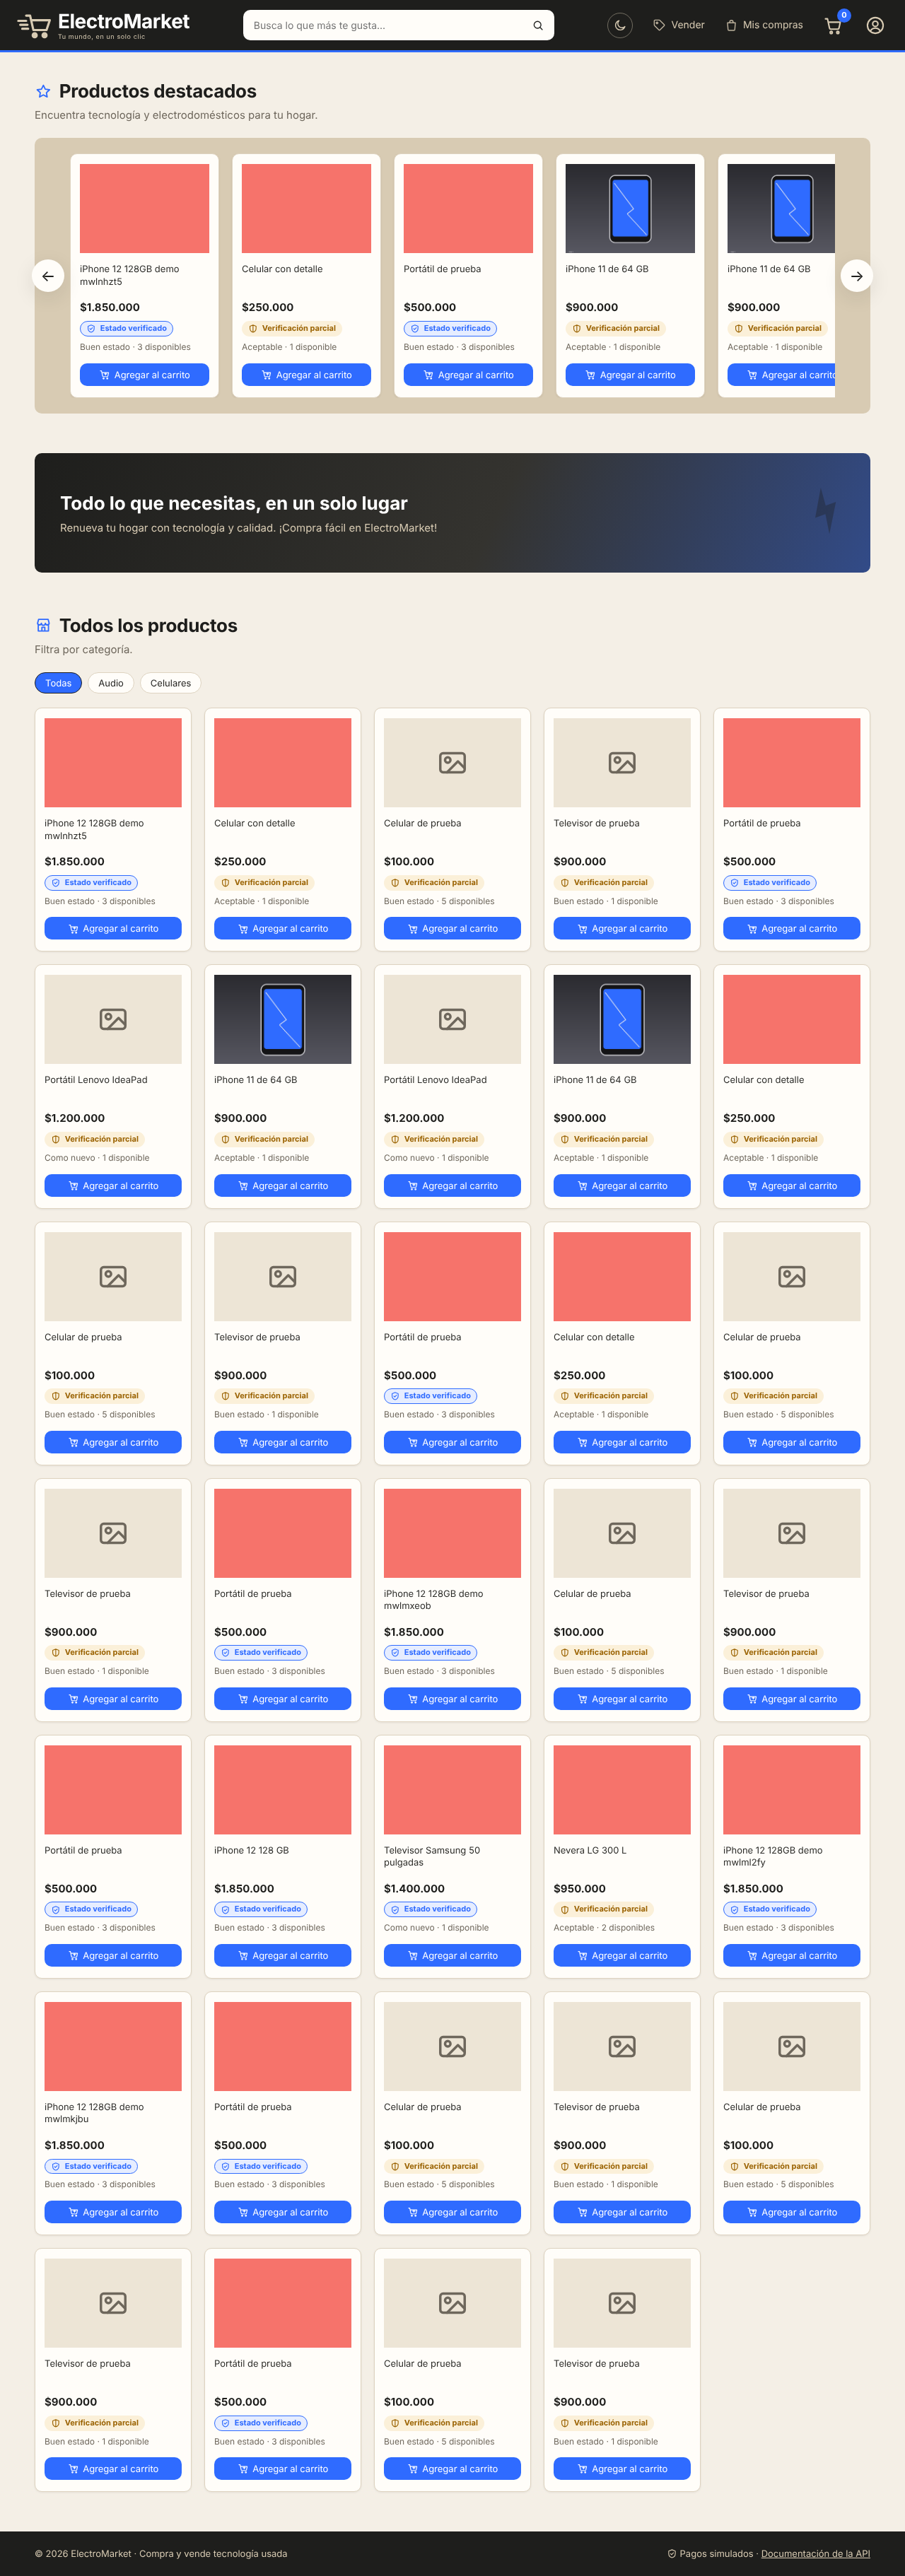 ElectroMarket
Tu mundo, en un solo clic
Busca lo que más te gusta...
Vender
Mis compras
0
Productos destacados
Encuentra tecnología y electrodomésticos para tu hogar.
iPhone 12 128GB demo
mwlnhzt5
$1.850.000
Estado verificado
Buen estado · 3 disponibles
Agregar al carrito
Celular con detalle
$250.000
Verificación parcial
Aceptable · 1 disponible
Agregar al carrito
Portátil de prueba
$500.000
Estado verificado
Buen estado · 3 disponibles
Agregar al carrito
iPhone 11 de 64 GB
$900.000
Verificación parcial
Aceptable · 1 disponible
Agregar al carrito
iPhone 11 de 64 GB
$900.000
Verificación parcial
Aceptable · 1 disponible
Agregar al carrito
Todo lo que necesitas, en un solo lugar
Renueva tu hogar con tecnología y calidad. ¡Compra fácil en ElectroMarket!
Todos los productos
Filtra por categoría.
Todas
Audio
Celulares
iPhone 12 128GB demo
mwlnhzt5
$1.850.000
Estado verificado
Buen estado · 3 disponibles
Agregar al carrito
Celular con detalle
$250.000
Verificación parcial
Aceptable · 1 disponible
Agregar al carrito
Celular de prueba
$100.000
Verificación parcial
Buen estado · 5 disponibles
Agregar al carrito
Televisor de prueba
$900.000
Verificación parcial
Buen estado · 1 disponible
Agregar al carrito
Portátil de prueba
$500.000
Estado verificado
Buen estado · 3 disponibles
Agregar al carrito
Portátil Lenovo IdeaPad
$1.200.000
Verificación parcial
Como nuevo · 1 disponible
Agregar al carrito
iPhone 11 de 64 GB
$900.000
Verificación parcial
Aceptable · 1 disponible
Agregar al carrito
Portátil Lenovo IdeaPad
$1.200.000
Verificación parcial
Como nuevo · 1 disponible
Agregar al carrito
iPhone 11 de 64 GB
$900.000
Verificación parcial
Aceptable · 1 disponible
Agregar al carrito
Celular con detalle
$250.000
Verificación parcial
Aceptable · 1 disponible
Agregar al carrito
Celular de prueba
$100.000
Verificación parcial
Buen estado · 5 disponibles
Agregar al carrito
Televisor de prueba
$900.000
Verificación parcial
Buen estado · 1 disponible
Agregar al carrito
Portátil de prueba
$500.000
Estado verificado
Buen estado · 3 disponibles
Agregar al carrito
Celular con detalle
$250.000
Verificación parcial
Aceptable · 1 disponible
Agregar al carrito
Celular de prueba
$100.000
Verificación parcial
Buen estado · 5 disponibles
Agregar al carrito
Televisor de prueba
$900.000
Verificación parcial
Buen estado · 1 disponible
Agregar al carrito
Portátil de prueba
$500.000
Estado verificado
Buen estado · 3 disponibles
Agregar al carrito
iPhone 12 128GB demo
mwlmxeob
$1.850.000
Estado verificado
Buen estado · 3 disponibles
Agregar al carrito
Celular de prueba
$100.000
Verificación parcial
Buen estado · 5 disponibles
Agregar al carrito
Televisor de prueba
$900.000
Verificación parcial
Buen estado · 1 disponible
Agregar al carrito
Portátil de prueba
$500.000
Estado verificado
Buen estado · 3 disponibles
Agregar al carrito
iPhone 12 128 GB
$1.850.000
Estado verificado
Buen estado · 3 disponibles
Agregar al carrito
Televisor Samsung 50
pulgadas
$1.400.000
Estado verificado
Como nuevo · 1 disponible
Agregar al carrito
Nevera LG 300 L
$950.000
Verificación parcial
Aceptable · 2 disponibles
Agregar al carrito
iPhone 12 128GB demo
mwlml2fy
$1.850.000
Estado verificado
Buen estado · 3 disponibles
Agregar al carrito
iPhone 12 128GB demo
mwlmkjbu
$1.850.000
Estado verificado
Buen estado · 3 disponibles
Agregar al carrito
Portátil de prueba
$500.000
Estado verificado
Buen estado · 3 disponibles
Agregar al carrito
Celular de prueba
$100.000
Verificación parcial
Buen estado · 5 disponibles
Agregar al carrito
Televisor de prueba
$900.000
Verificación parcial
Buen estado · 1 disponible
Agregar al carrito
Celular de prueba
$100.000
Verificación parcial
Buen estado · 5 disponibles
Agregar al carrito
Televisor de prueba
$900.000
Verificación parcial
Buen estado · 1 disponible
Agregar al carrito
Portátil de prueba
$500.000
Estado verificado
Buen estado · 3 disponibles
Agregar al carrito
Celular de prueba
$100.000
Verificación parcial
Buen estado · 5 disponibles
Agregar al carrito
Televisor de prueba
$900.000
Verificación parcial
Buen estado · 1 disponible
Agregar al carrito
© 2026 ElectroMarket · Compra y vende tecnología usada
Pagos simulados · Documentación de la API